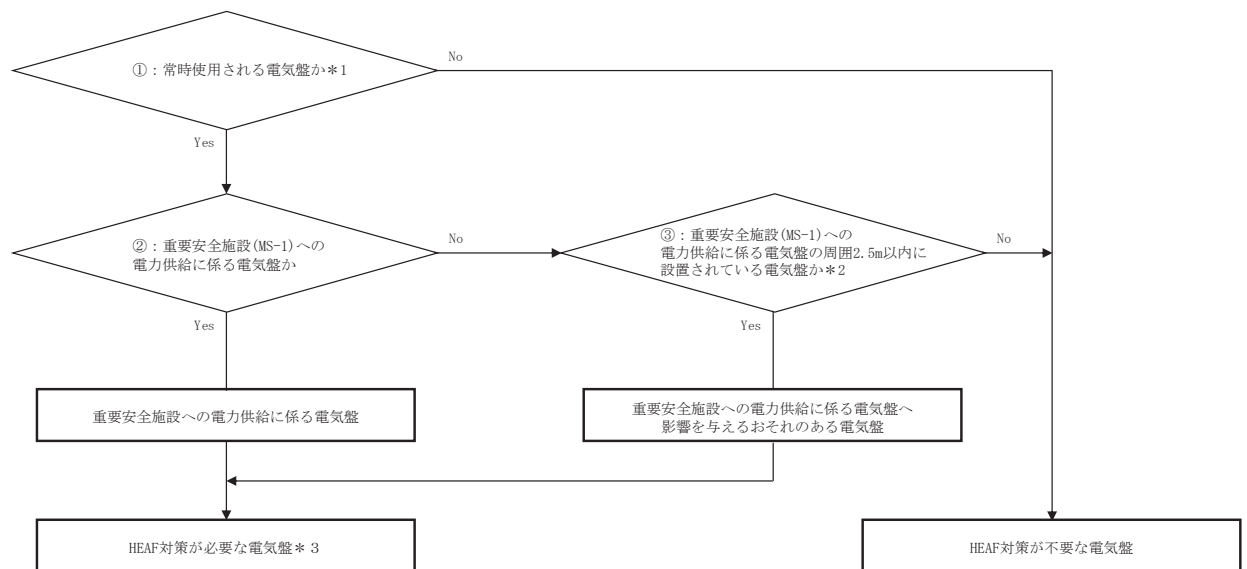 ①：常時使用される電気盤か＊1
No
Yes
②：重要安全施設(MS-1)への
電力供給に係る電気盤か
No
③：重要安全施設(MS-1)への
電力供給に係る電気盤の周囲2.5m以内に
設置されている電気盤か＊2
No
Yes
Yes
重要安全施設への電力供給に係る電気盤
重要安全施設への電力供給に係る電気盤へ
影響を与えるおそれのある電気盤
HEAF対策が必要な電気盤＊３
HEAF対策が不要な電気盤